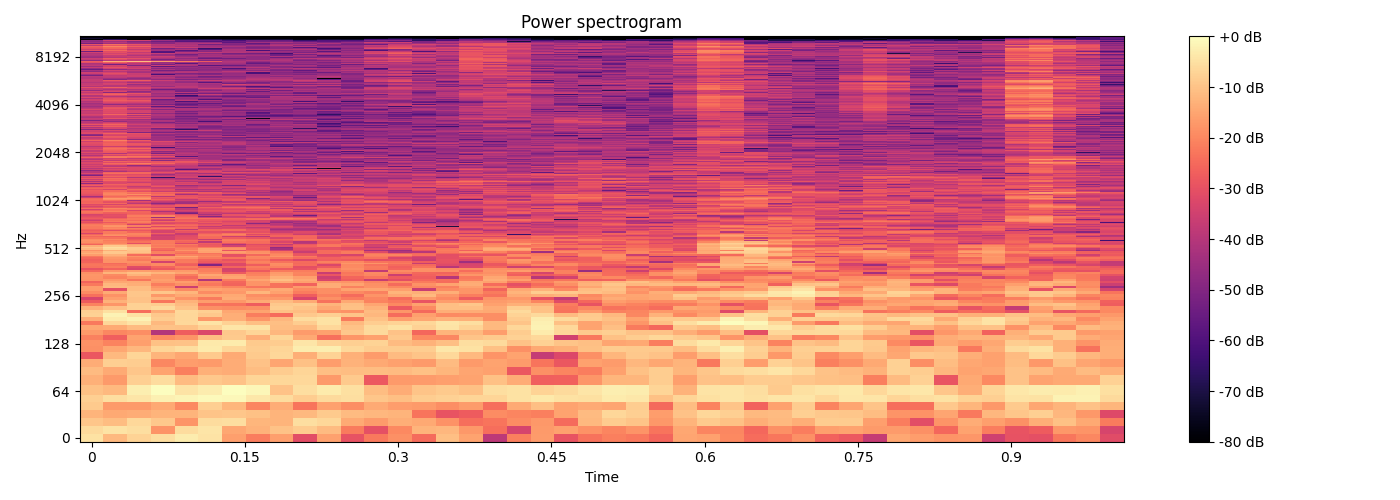 Power spectrogram
Hz
8192
4096
2048
1024
512
256
128
64
0
0 0.15 0.3 0.45 0.6 0.75 0.9
Time
+0 dB
-10 dB
-20 dB
-30 dB
-40 dB
-50 dB
-60 dB
-70 dB
-80 dB